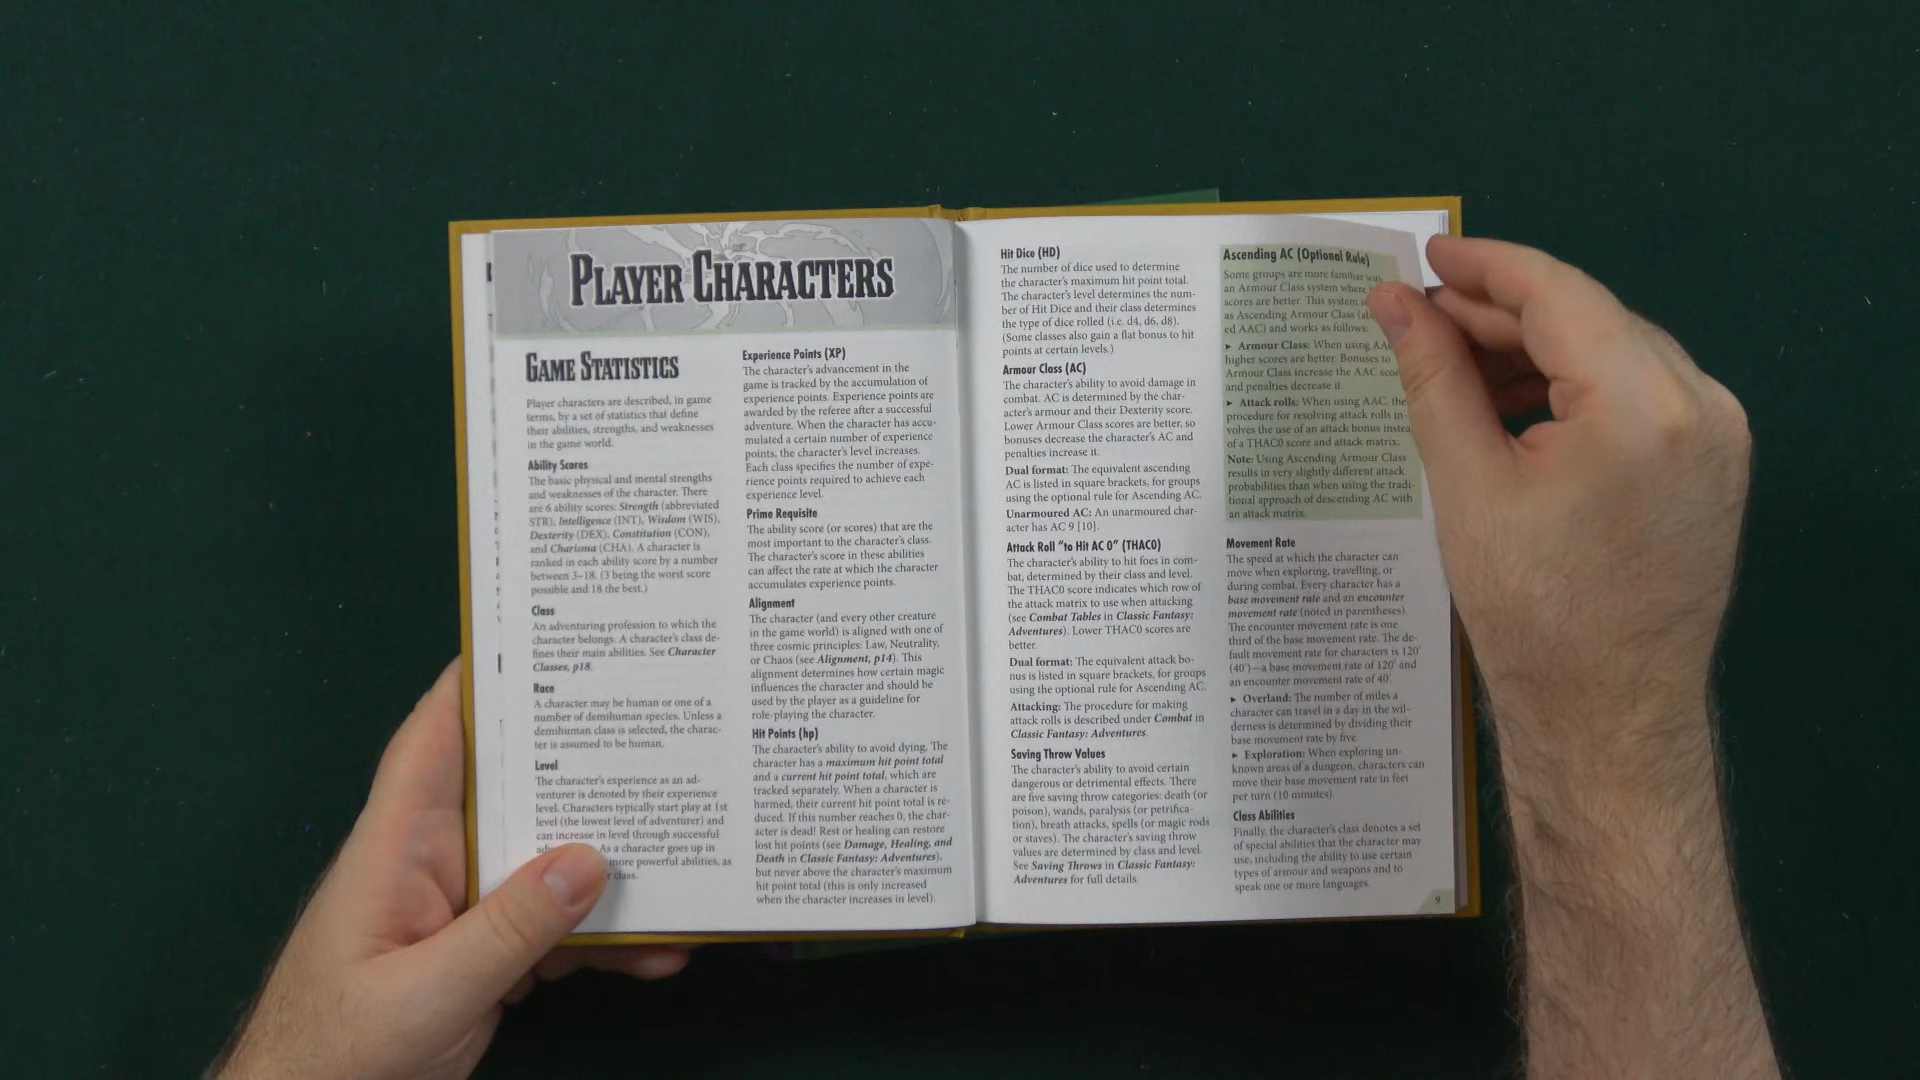 PLAYER CHARACTERS
GAME STATISTICS
Player characters are described, in game
terms, by a set of statistics that define
their abilities, strengths, and weaknesses
in the game world.
Ability Scores
The basic physical and mental strengths
and weaknesses of the character. There
are 6 ability scores: Strength (abbreviated
STR), Intelligence (INT), Wisdom (WIS),
Dexterity (DEX), Constitution (CON),
and Charisma (CHA). A character is
ranked in each ability score by a number
between 3–18. (3 being the worst score
possible and 18 the best.)
Class
An adventuring profession to which the
character belongs. A character's class de-
fines their main abilities. See Character
Classes, p18.
Race
A character may be human or one of a
number of demihuman species. Unless a
demihuman class is selected, the charac-
ter is assumed to be human.
Level
The character's experience as an ad-
venturer is denoted by their experience
level. Characters typically start play at 1st
level (the lowest level of adventurer) and
can increase in level through successful
As a character goes up in
more powerful abilities, as
class.
Experience Points (XP)
The character's advancement in the
game is tracked by the accumulation of
experience points. Experience points are
awarded by the referee after a successful
adventure. When the character has accu-
mulated a certain number of experience
points, the character's level increases.
Each class specifies the number of expe-
rience points required to achieve each
experience level.
Prime Requisite
The ability score (or scores) that are the
most important to the character's class.
The character's score in these abilities
can affect the rate at which the character
accumulates experience points.
Alignment
The character (and every other creature
in the game world) is aligned with one of
three cosmic principles: Law, Neutrality,
or Chaos (see Alignment, p14). This
alignment determines how certain magic
influences the character and should be
used by the player as a guideline for
role-playing the character.
Hit Points (hp)
The character's ability to avoid dying. The
character has a maximum hit point total
and a current hit point total, which are
tracked separately. When a character is
harmed, their current hit point total is re-
duced. If this number reaches 0, the char-
acter is dead! Rest or healing can restore
lost hit points (see Damage, Healing, and
Death in Classic Fantasy: Adventures),
but never above the character's maximum
hit point total (this is only increased
when the character increases in level).
Hit Dice (HD)
The number of dice used to determine
the character's maximum hit point total.
The character's level determines the num-
ber of Hit Dice and their class determines
the type of dice rolled (i.e. d4, d6, d8).
(Some classes also gain a flat bonus to hit
points at certain levels.)
Armour Class (AC)
The character's ability to avoid damage in
combat. AC is determined by the char-
acter's armour and their Dexterity score.
Lower Armour Class scores are better, so
bonuses decrease the character's AC and
penalties increase it.
Dual format: The equivalent ascending
AC is listed in square brackets, for groups
using the optional rule for Ascending AC.
Unarmoured AC: An unarmoured char-
acter has AC 9 [10].
Attack Roll "to Hit AC 0" (THAC0)
The character's ability to hit foes in com-
bat, determined by their class and level.
The THAC0 score indicates which row of
the attack matrix to use when attacking
(see Combat Tables in Classic Fantasy:
Adventures). Lower THAC0 scores are
better.
Dual format: The equivalent attack bo-
nus is listed in square brackets, for groups
using the optional rule for Ascending AC.
Attacking: The procedure for making
attack rolls is described under Combat in
Classic Fantasy: Adventures.
Saving Throw Values
The character's ability to avoid certain
dangerous or detrimental effects. There
are five saving throw categories: death (or
poison), wands, paralysis (or petrifica-
tion), breath attacks, spells (or magic rods
or staves). The character's saving throw
values are determined by class and level.
See Saving Throws in Classic Fantasy:
Adventures for full details.
Ascending AC (Optional Rule)
Some groups are more familiar with
an Armour Class system where
scores are better. This system
as Ascending Armour Class
ed AAC) and works as follows:
► Armour Class: When using
higher scores are better. Bonuses to
Armour Class increase the AAC
and penalties decrease it.
► Attack rolls: When using AAC, the
procedure for resolving attack rolls in-
volves the use of an attack bonus
of a THAC0 score and attack matrix.
Note: Using Ascending Armour Class
results in very slightly different attack
probabilities than when using the tradi-
tional approach of descending AC with
an attack matrix.
Movement Rate
The speed at which the character can
move when exploring, travelling, or
during combat. Every character has a
base movement rate and an encounter
movement rate (noted in parentheses).
The encounter movement rate is one
third of the base movement rate. The de-
fault movement rate for characters is 120'
(40')—a base movement rate of 120' and
an encounter movement rate of 40'.
► Overland: The number of miles a
character can travel in a day in the wil-
derness is determined by dividing their
base movement rate by five.
► Exploration: When exploring un-
known areas of a dungeon, characters can
move their base movement rate in feet
per turn (10 minutes).
Class Abilities
Finally, the character's class denotes a set
of special abilities that the character may
use, including the ability to use certain
types of armour and weapons and to
speak one or more languages.
9